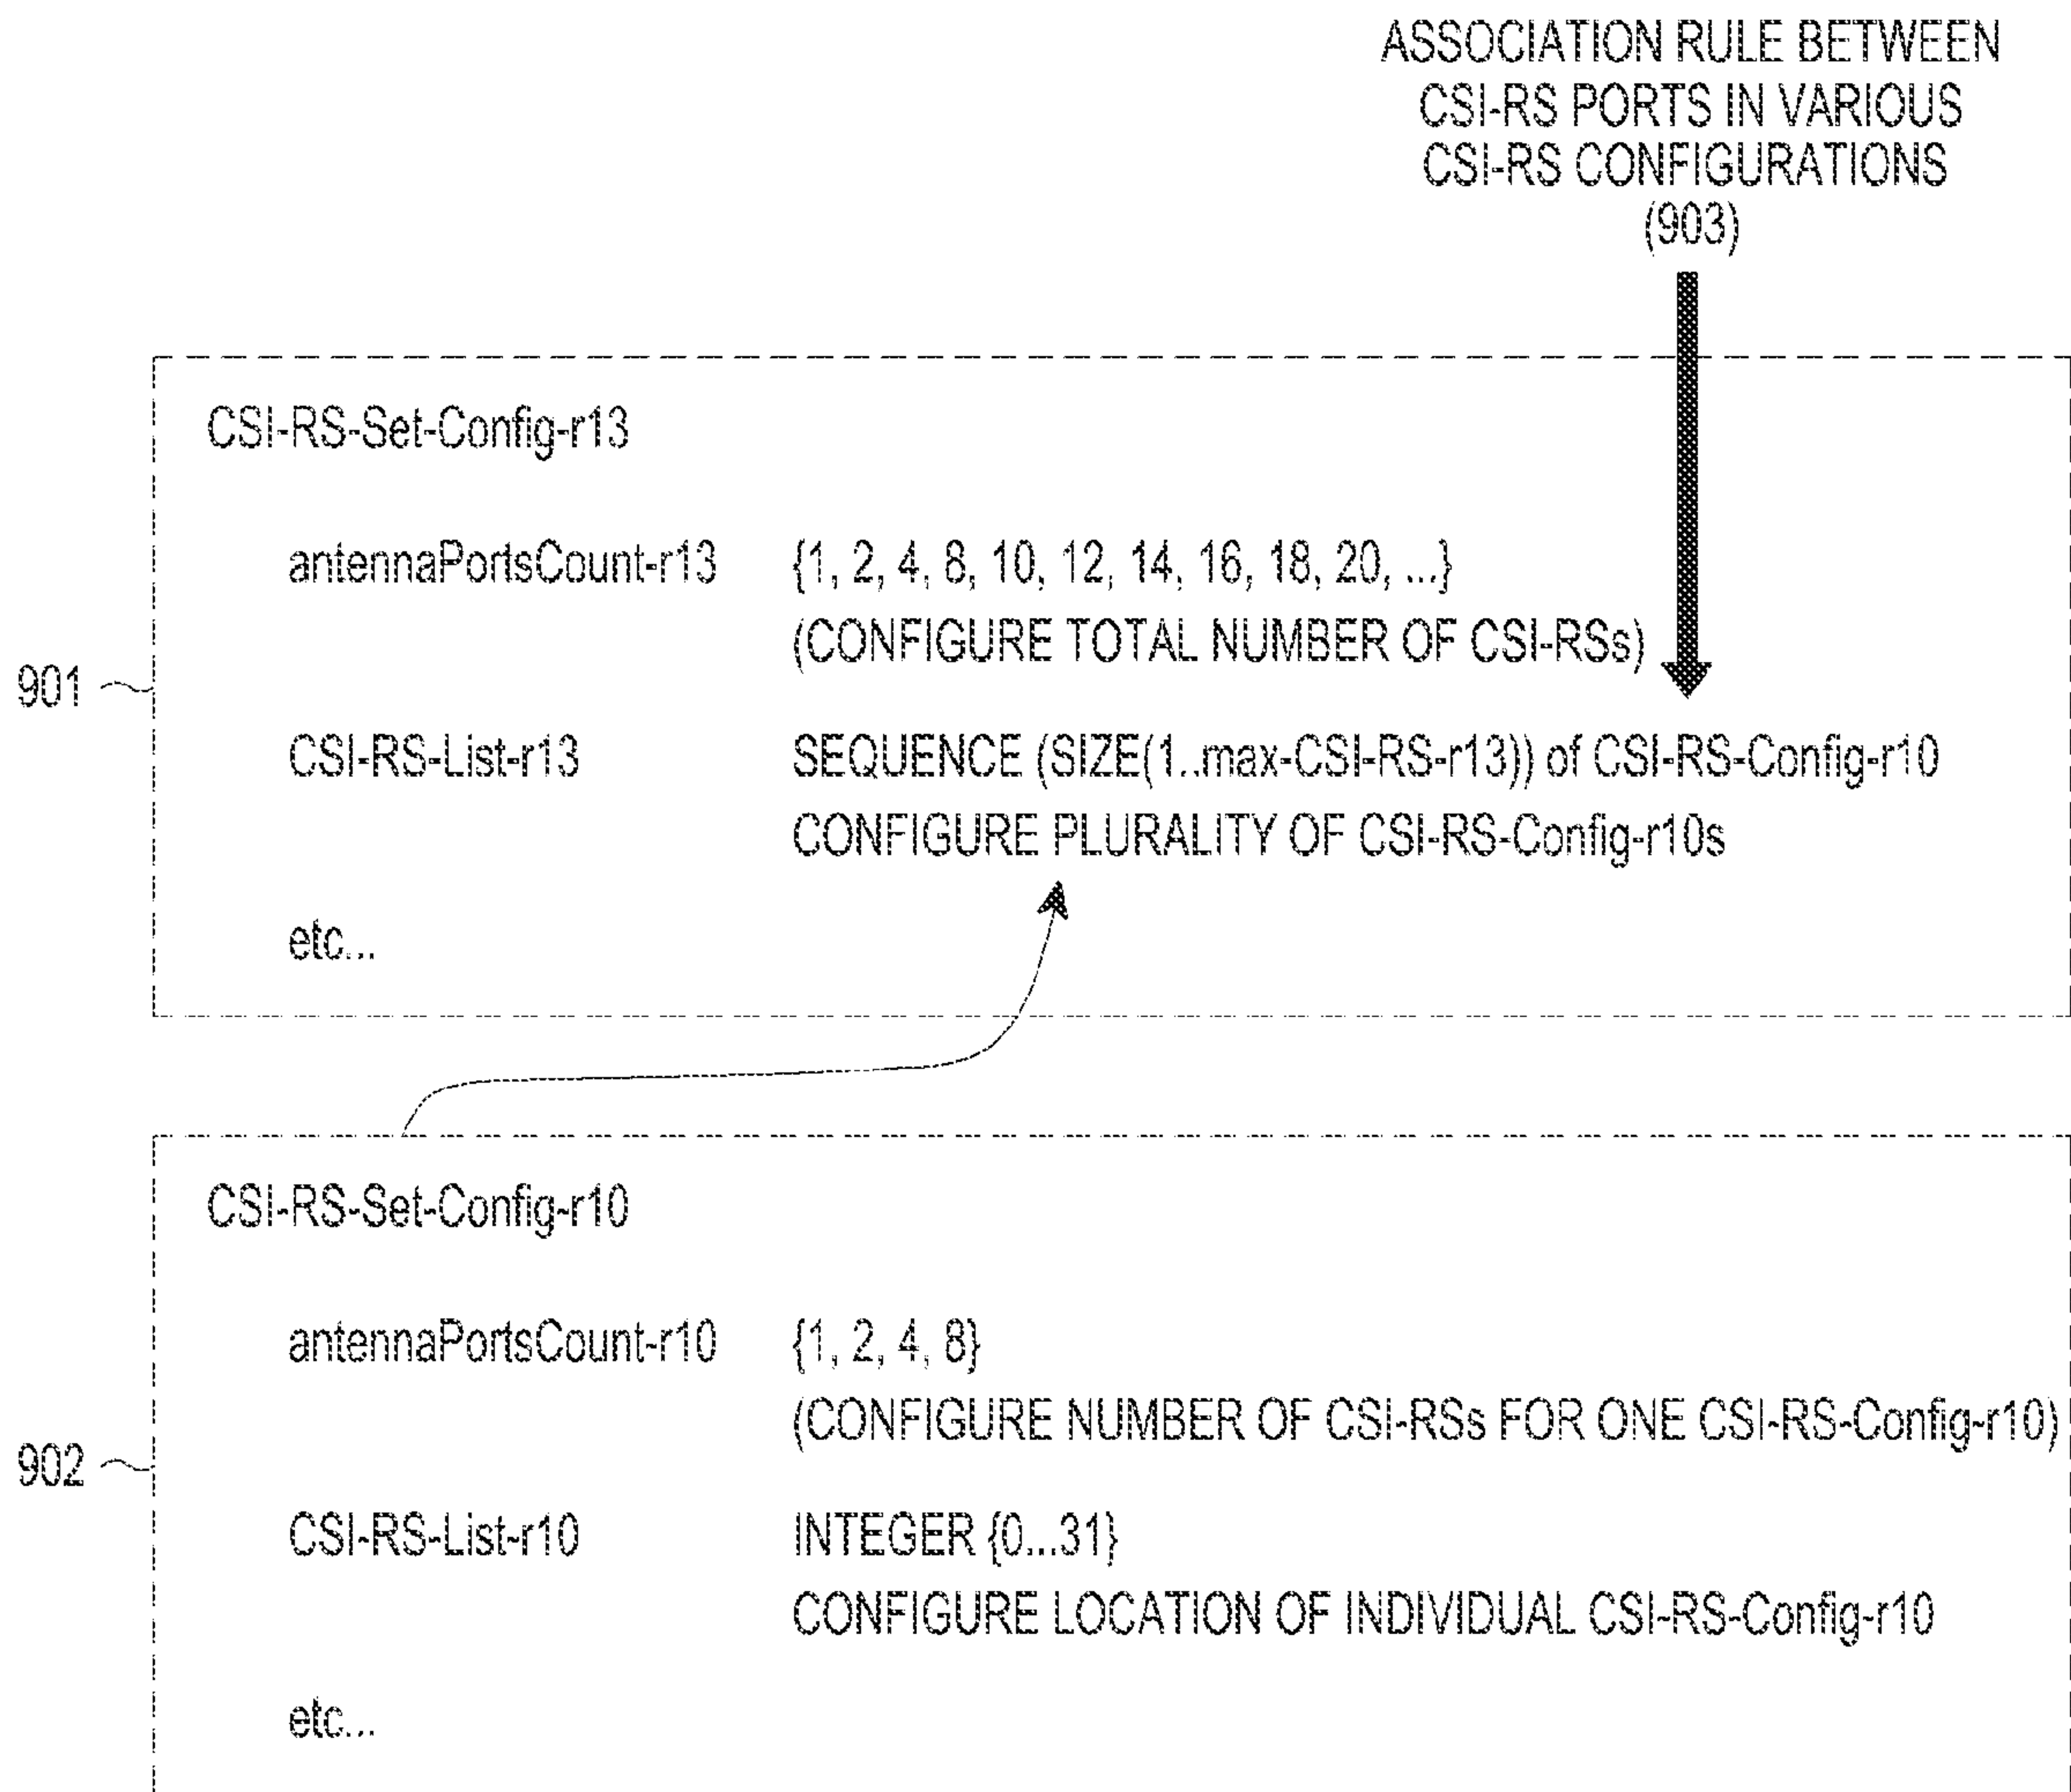 ASSOCIATION RULE BETWEEN
CSI-RS PORTS IN VARIOUS
CSI-RS CONFIGURATIONS
(903)
CSI-RS-Set-Config-r13
antennaPortsCount-r13 {1, 2, 4, 8, 10, 12, 14, 16, 18, 20, ...}
(CONFIGURE TOTAL NUMBER OF CSI-RSs)
901
CSI-RS-List-r13 SEQUENCE (SIZE(1..max-CSI-RS-r13)) of CSI-RS-Config-r10
CONFIGURE PLURALITY OF CSI-RS-Config-r10s
etc...
CSI-RS-Set-Config-r10
antennaPortsCount-r10 {1, 2, 4, 8}
(CONFIGURE NUMBER OF CSI-RSs FOR ONE CSI-RS-Config-r10)
902
CSI-RS-List-r10 INTEGER {0...31}
CONFIGURE LOCATION OF INDIVIDUAL CSI-RS-Config-r10
etc...